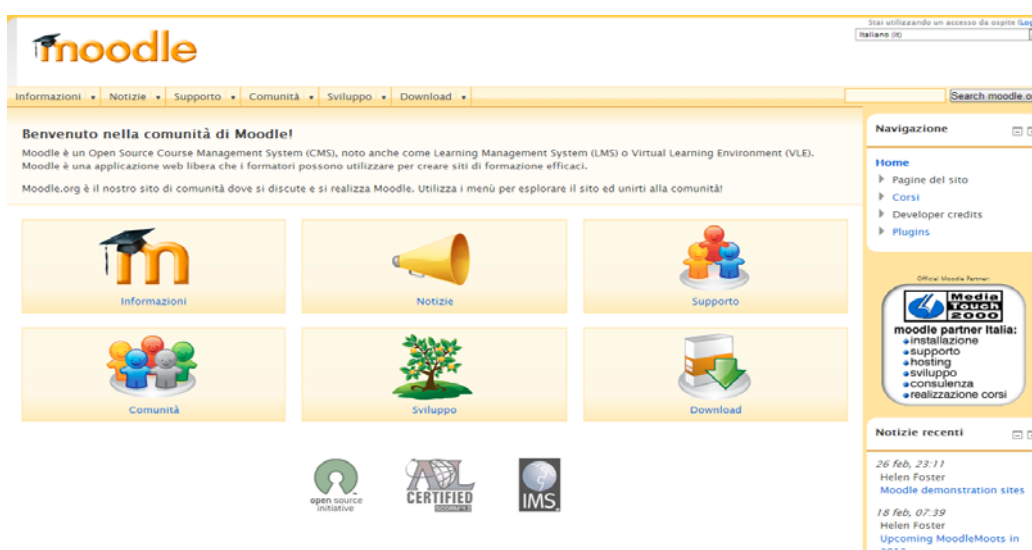 Stai utilizzando un accesso da ospite (Log
moodle
Italiano (it)
Informazioni Notizie Supporto Comunità Sviluppo Download
Search moodle.o
Benvenuto nella comunità di Moodle!
Moodle è un Open Source Course Management System (CMS), noto anche come Learning Management System (LMS) o Virtual Learning Environment (VLE).
Moodle è una applicazione web libera che i formatori possono utilizzare per creare siti di formazione efficaci.
Moodle.org è il nostro sito di comunità dove si discute e si realizza Moodle. Utilizza i menù per esplorare il sito ed unirti alla comunità!
Informazioni
Notizie
Supporto
Comunità
Sviluppo
Download
open source
initiative
ADL
CERTIFIED
IMS
Navigazione
Home
Pagine del sito
Corsi
Developer credits
Plugins
Official Moodle Partner:
Media
Touch
2000
moodle partner Italia:
installazione
supporto
hosting
sviluppo
consulenza
realizzazione corsi
Notizie recenti
26 feb, 23:11
Helen Foster
Moodle demonstration sites
18 feb, 07:39
Helen Foster
Upcoming MoodleMoots in